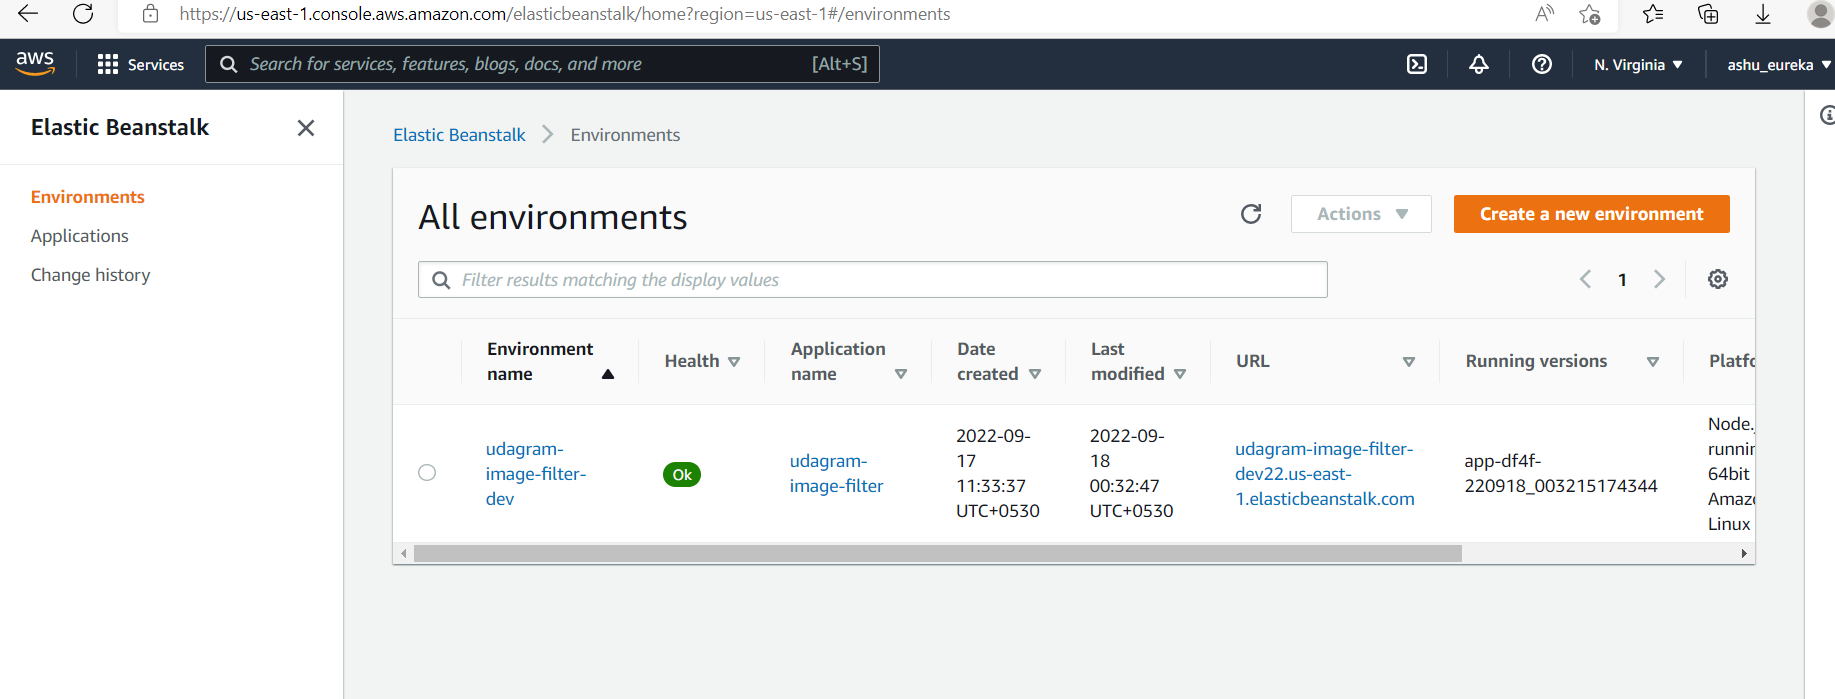 https://us-east-1.console.aws.amazon.com/elasticbeanstalk/home?region=us-east-1#/environments
aws
Services
Search for services, features, blogs, docs, and more
[Alt+S]
N. Virginia
ashu_eureka
Elastic Beanstalk
Environments
Applications
Change history
Elastic Beanstalk
Environments
All environments
Actions
Create a new environment
Filter results matching the display values
1
Environment
name
Health
Application
name
Date
created
Last
modified
URL
Running versions
Platfo
udagram-
image-filter-
dev
Ok
udagram-
image-filter
2022-09-
17
11:33:37
UTC+0530
2022-09-
18
00:32:47
UTC+0530
udagram-image-filter-
dev22.us-east-
1.elasticbeanstalk.com
app-df4f-
220918_003215174344
Node.
runnin
64bit
Amazo
Linux